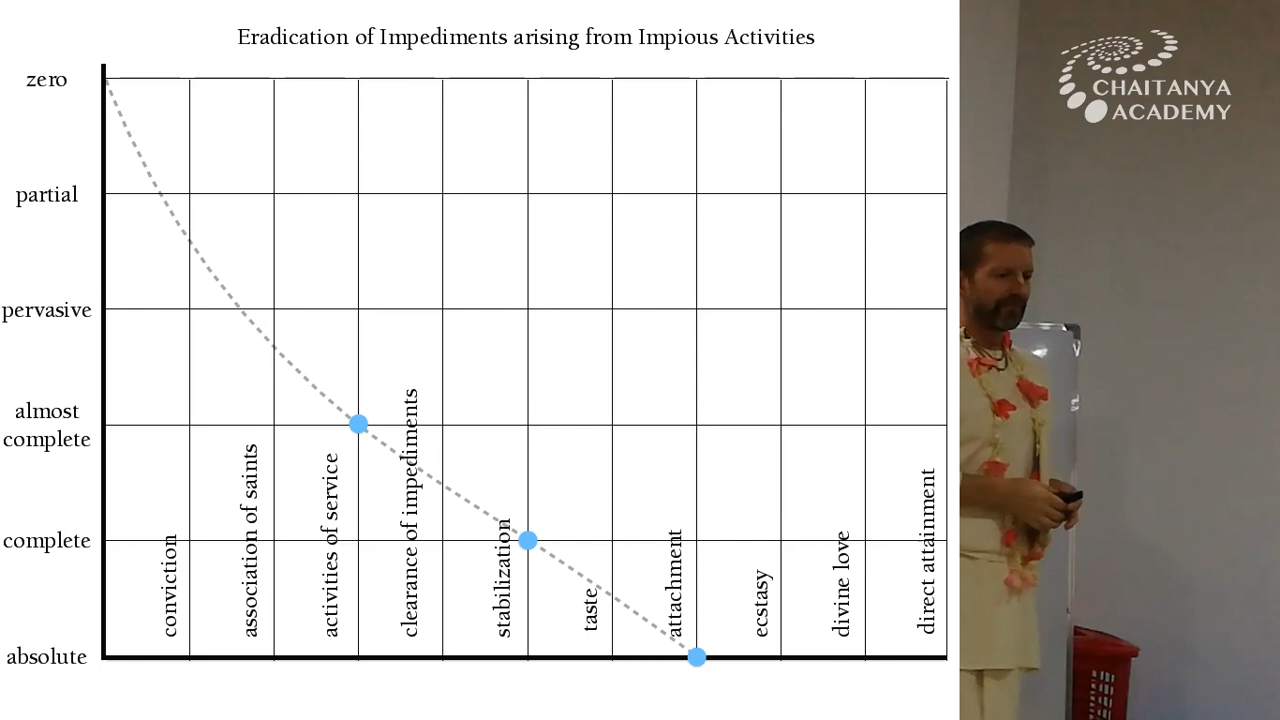 Eradication of Impediments arising from Impious Activities
zero
partial
pervasive
almost
complete
complete
absolute
conviction
association of saints
activities of service
clearance of impediments
stabilization
taste
attachment
ecstasy
divine love
direct attainment
CHAITANYA
ACADEMY